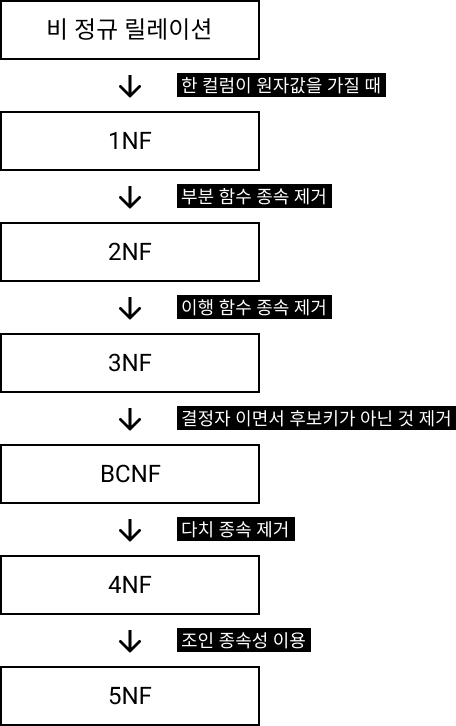 비 정규 릴레이션
한 컬럼이 원자값을 가질 때
1NF
부분 함수 종속 제거
2NF
이행 함수 종속 제거
3NF
결정자 이면서 후보키가 아닌 것 제거
BCNF
다치 종속 제거
4NF
조인 종속성 이용
5NF